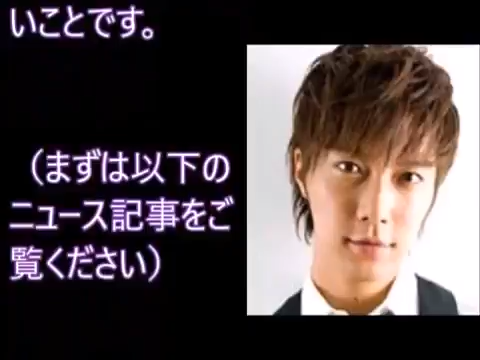 いことです。
（まずは以下の
ニュース記事をご
覧ください）